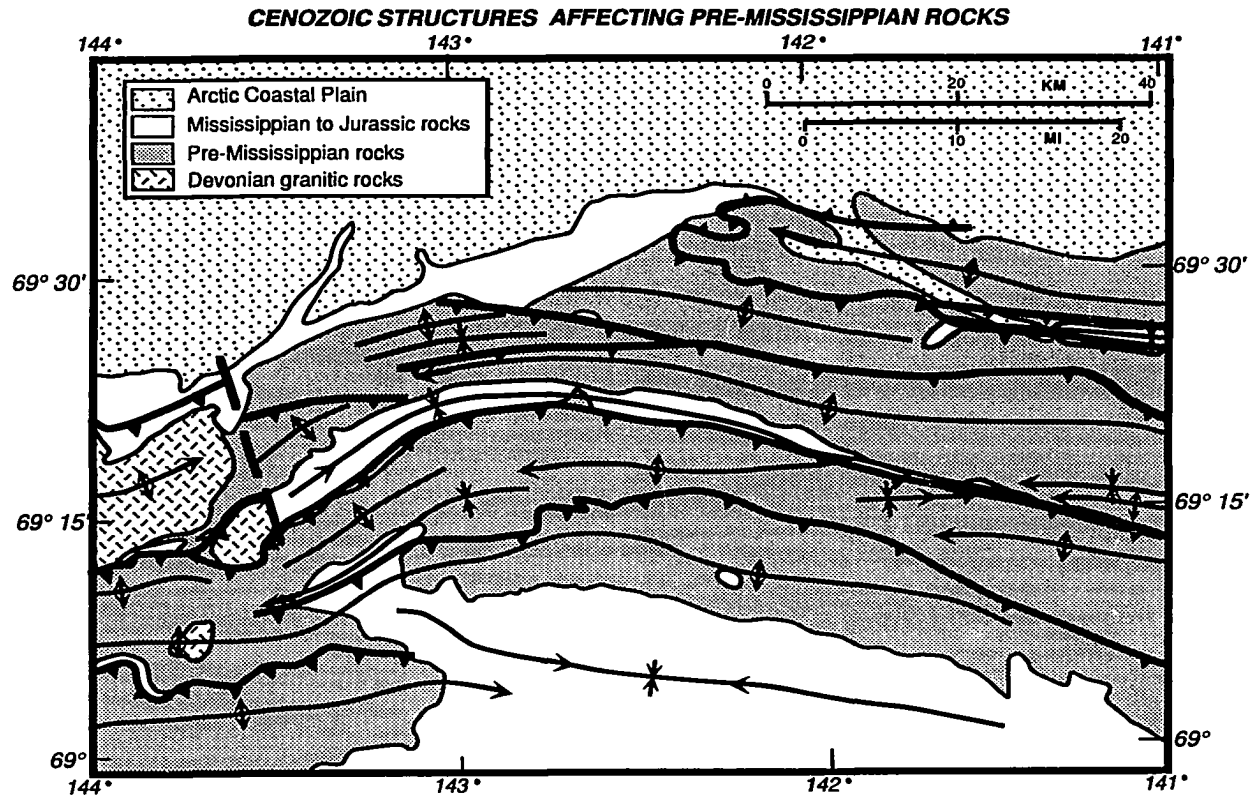 CENOZOIC STRUCTURES AFFECTING PRE-MISSISSIPPIAN ROCKS
144° 143° 142° 141°
Arctic Coastal Plain
Mississippian to Jurassic rocks
Pre-Mississippian rocks
Devonian granitic rocks
0 20 KM 40
0 10 MI 20
69° 30' 69° 30'
69° 15' 69° 15'
69° 69°
144° 143° 142° 141°